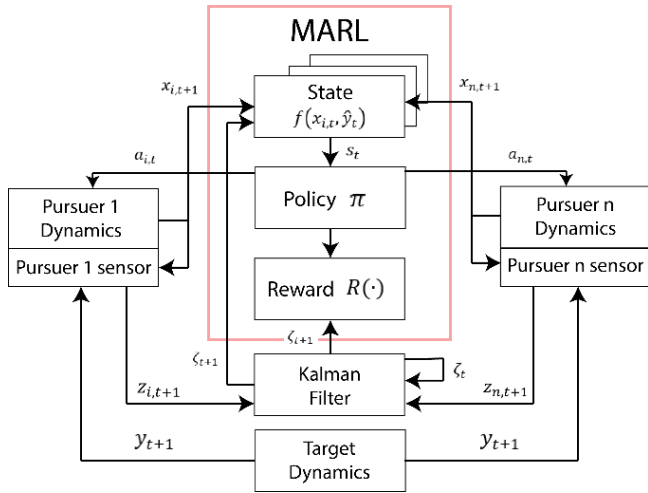 MARL
x_{i,t+1}
State
f(x_{i,t}, ŷ_t)
x_{n,t+1}
s_t
a_{i,t}
a_{n,t}
Policy π
Pursuer 1
Dynamics
Pursuer 1 sensor
Pursuer n
Dynamics
Pursuer n sensor
Reward R(·)
ζ_{t+1}
ζ_{i+1}
Kalman
Filter
ζ_t
z_{i,t+1}
z_{n,t+1}
y_{t+1}
Target
Dynamics
y_{t+1}